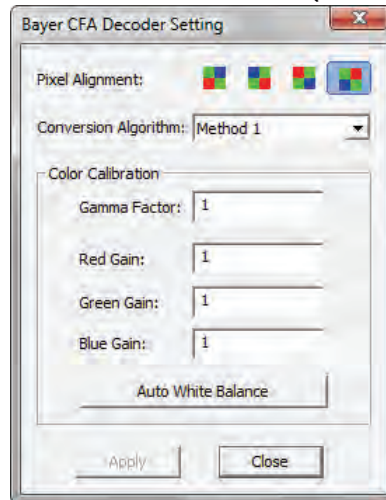 Bayer CFA Decoder Setting
Pixel Alignment:
Conversion Algorithm: Method 1
Color Calibration
Gamma Factor: 1
Red Gain: 1
Green Gain: 1
Blue Gain: 1
Auto White Balance
Apply Close